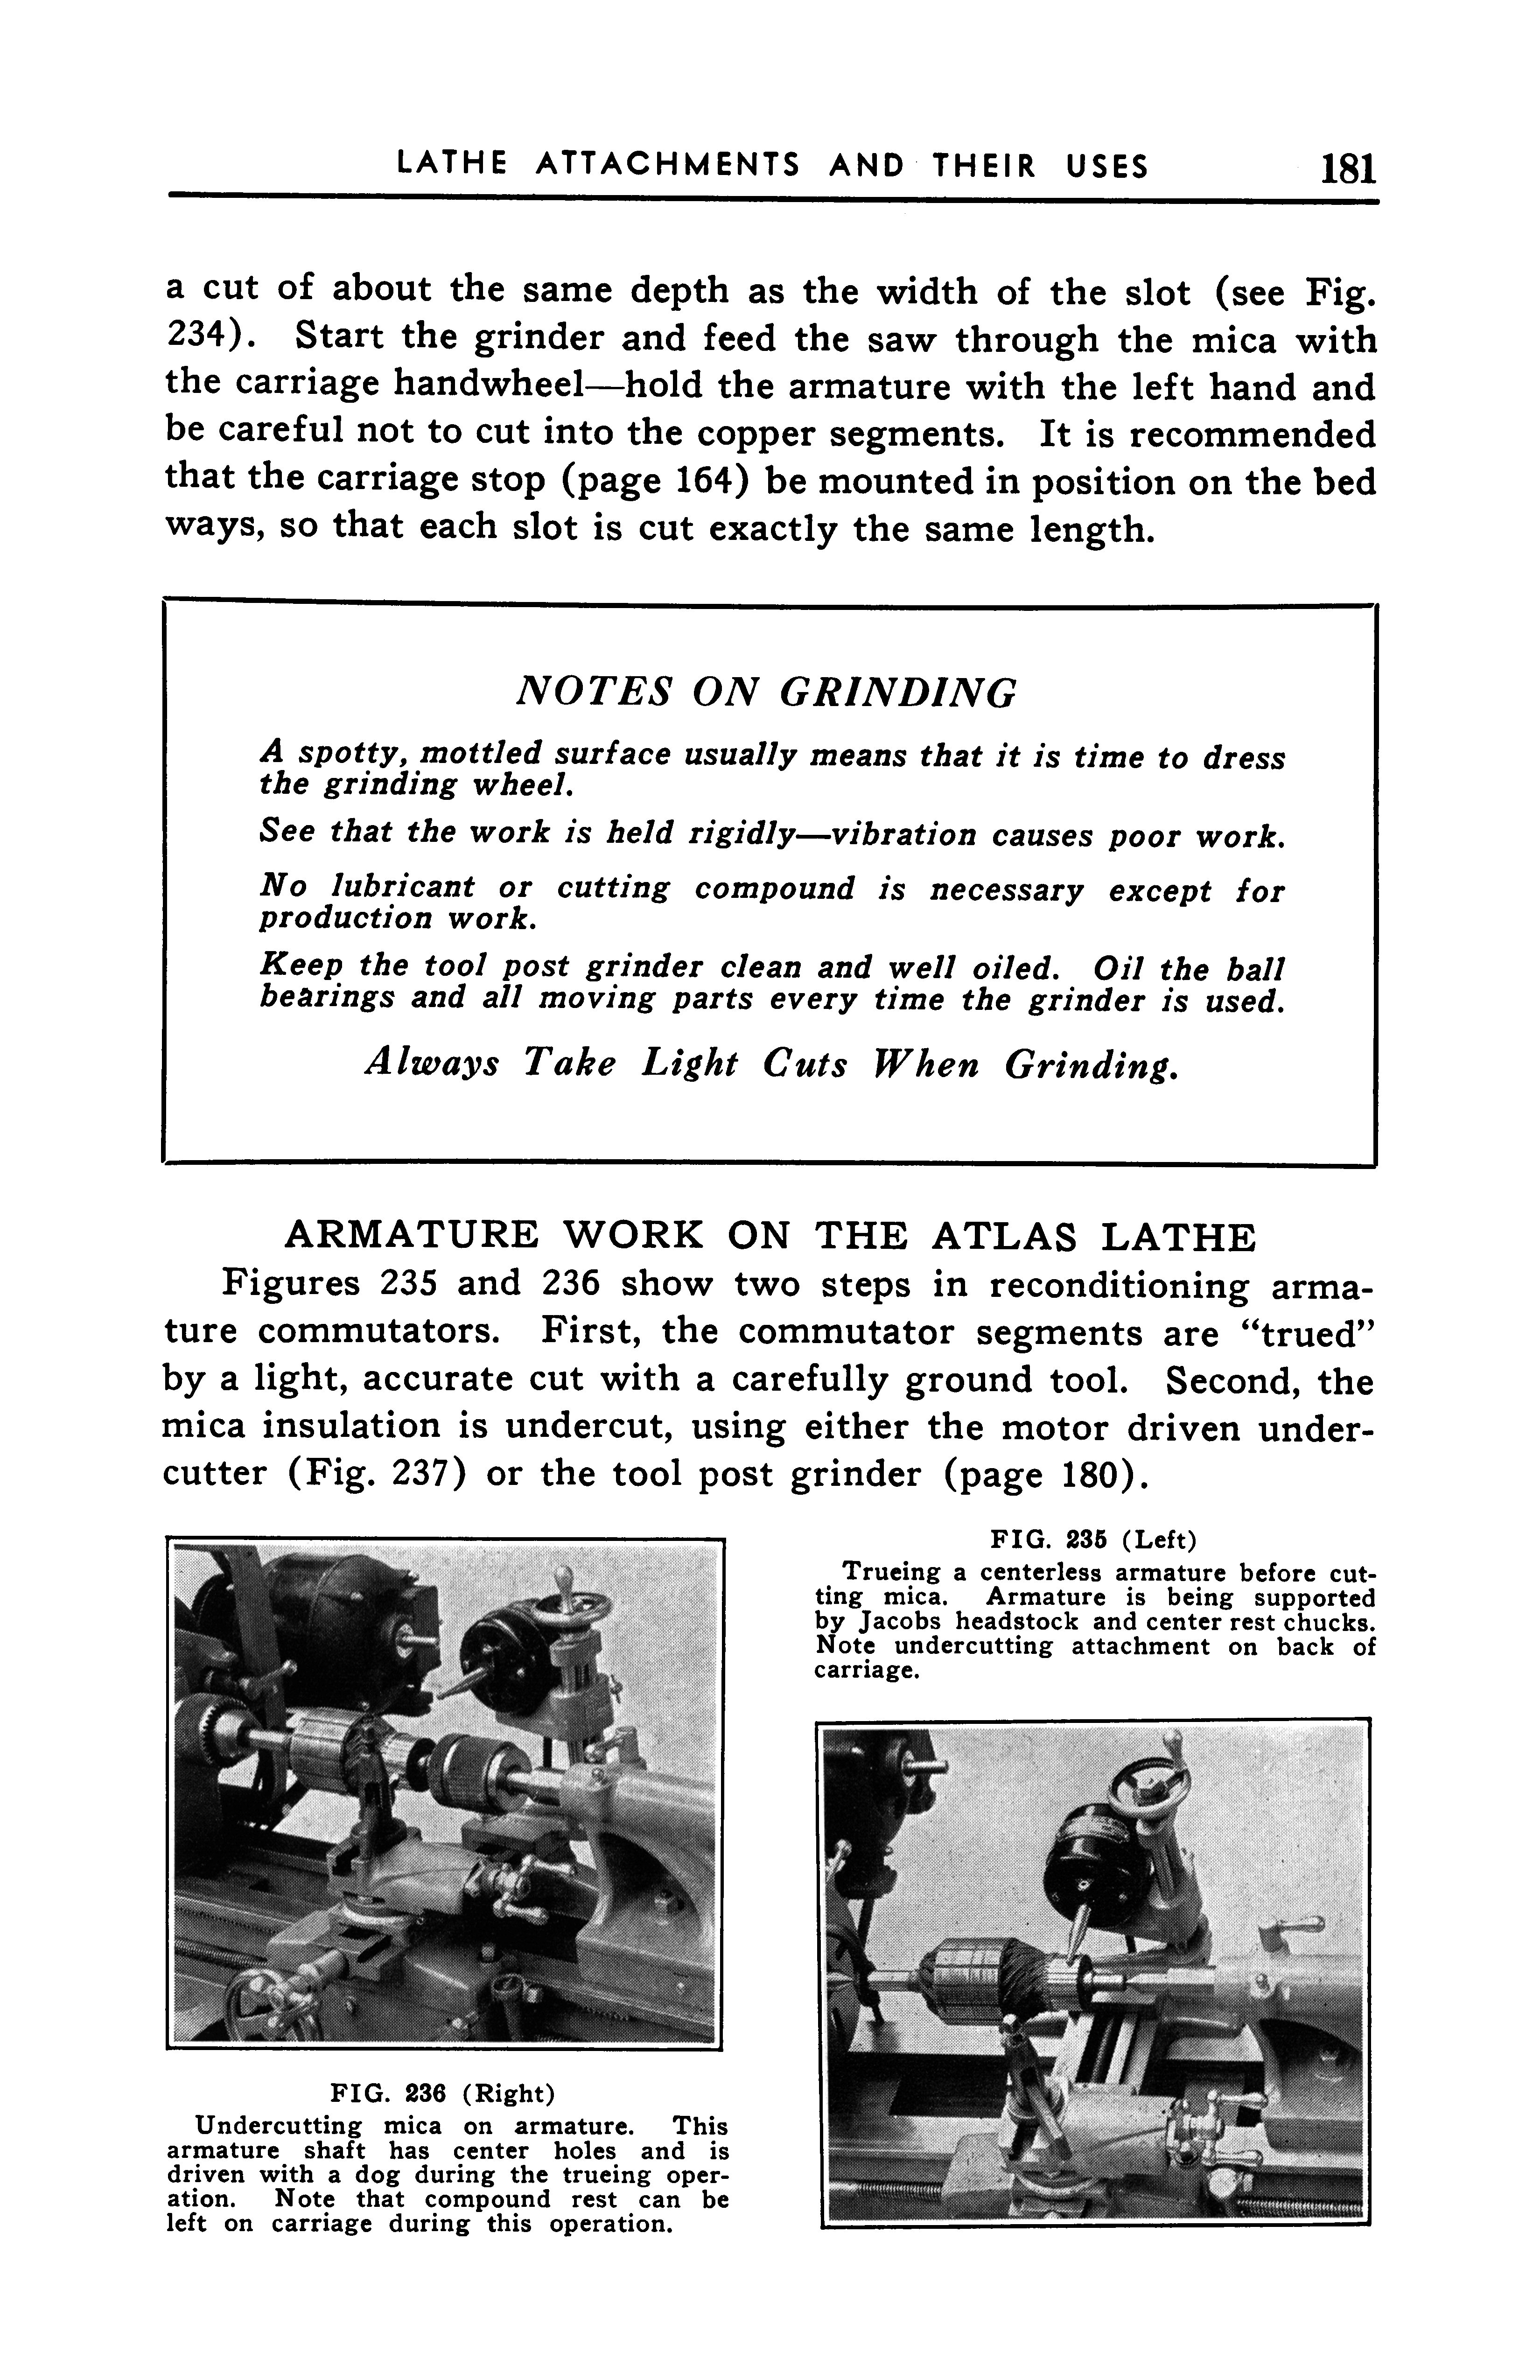 LATHE ATTACHMENTS AND THEIR USES 181
a cut of about the same depth as the width of the slot (see Fig.
234). Start the grinder and feed the saw through the mica with
the carriage handwheel—hold the armature with the left hand and
be careful not to cut into the copper segments. It is recommended
that the carriage stop (page 164) be mounted in position on the bed
ways, so that each slot is cut exactly the same length.
NOTES ON GRINDING
A spotty, mottled surface usually means that it is time to dress
the grinding wheel.
See that the work is held rigidly—vibration causes poor work.
No lubricant or cutting compound is necessary except for
production work.
Keep the tool post grinder clean and well oiled. Oil the ball
bearings and all moving parts every time the grinder is used.
Always Take Light Cuts When Grinding.
ARMATURE WORK ON THE ATLAS LATHE
Figures 235 and 236 show two steps in reconditioning arma-
ture commutators. First, the commutator segments are “trued”
by a light, accurate cut with a carefully ground tool. Second, the
mica insulation is undercut, using either the motor driven under-
cutter (Fig. 237) or the tool post grinder (page 180).
FIG. 235 (Left)
Trueing a centerless armature before cut-
ting mica. Armature is being supported
by Jacobs headstock and center rest chucks.
Note undercutting attachment on back of
carriage.
FIG. 236 (Right)
Undercutting mica on armature. This
armature shaft has center holes and is
driven with a dog during the trueing oper-
ation. Note that compound rest can be
left on carriage during this operation.